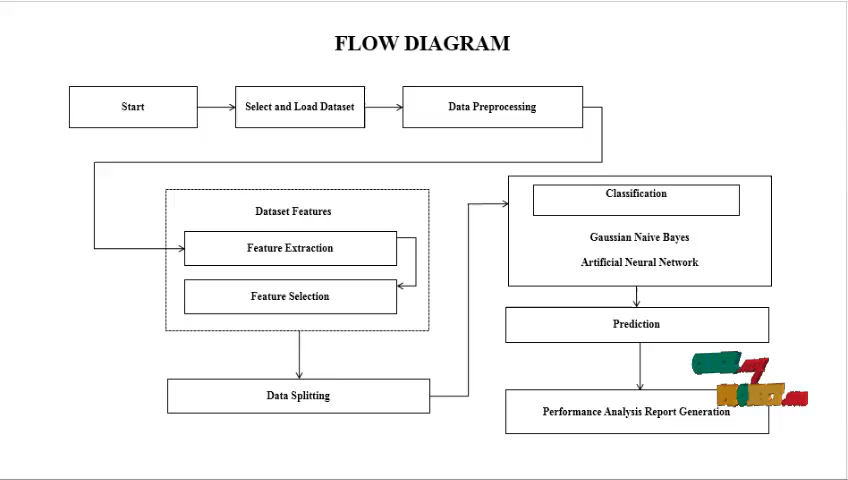 FLOW DIAGRAM
Start
Select and Load Dataset
Data Preprocessing
Dataset Features
Feature Extraction
Feature Selection
Data Splitting
Classification
Gaussian Naive Bayes
Artificial Neural Network
Prediction
Performance Analysis Report Generation